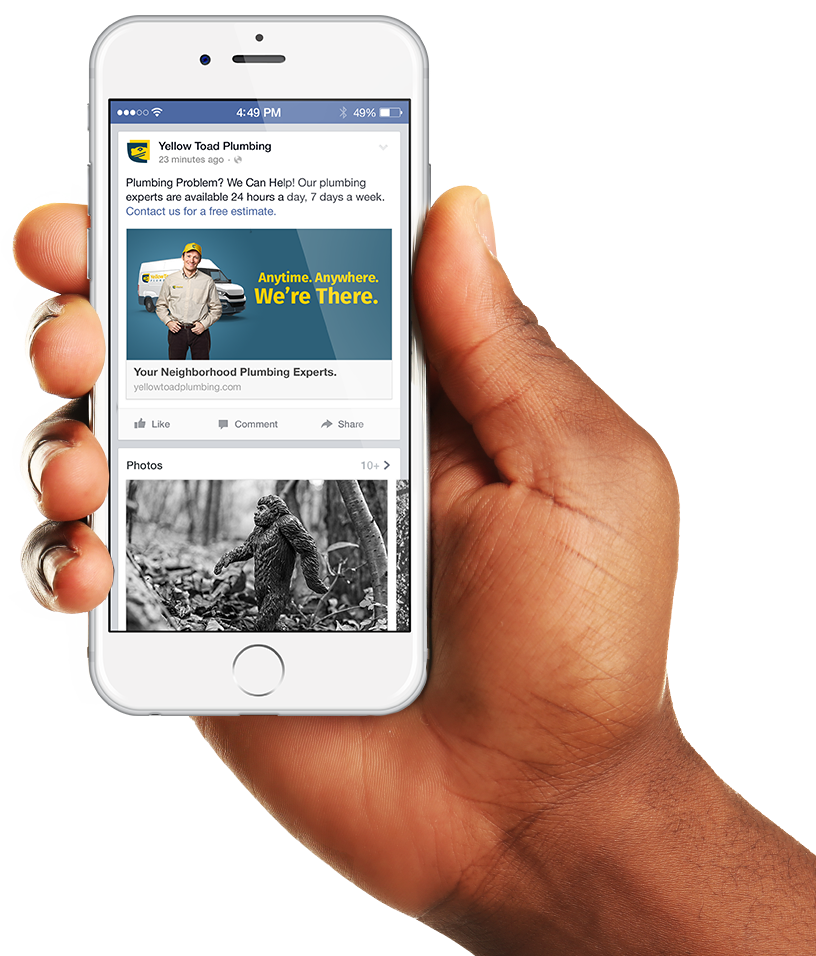 4:49 PM
49%
Yellow Toad Plumbing
23 minutes ago
Plumbing Problem? We Can Help! Our plumbing
experts are available 24 hours a day, 7 days a week.
Contact us for a free estimate.
Anytime. Anywhere.
We're There.
Your Neighborhood Plumbing Experts.
yellowtoadplumbing.com
Like Comment Share
Photos 10+